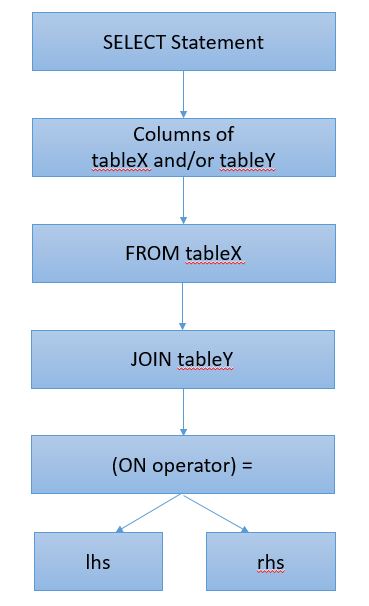 SELECT Statement
Columns of
tableX and/or tableY
FROM tableX
JOIN tableY
(ON operator) =
lhs
rhs